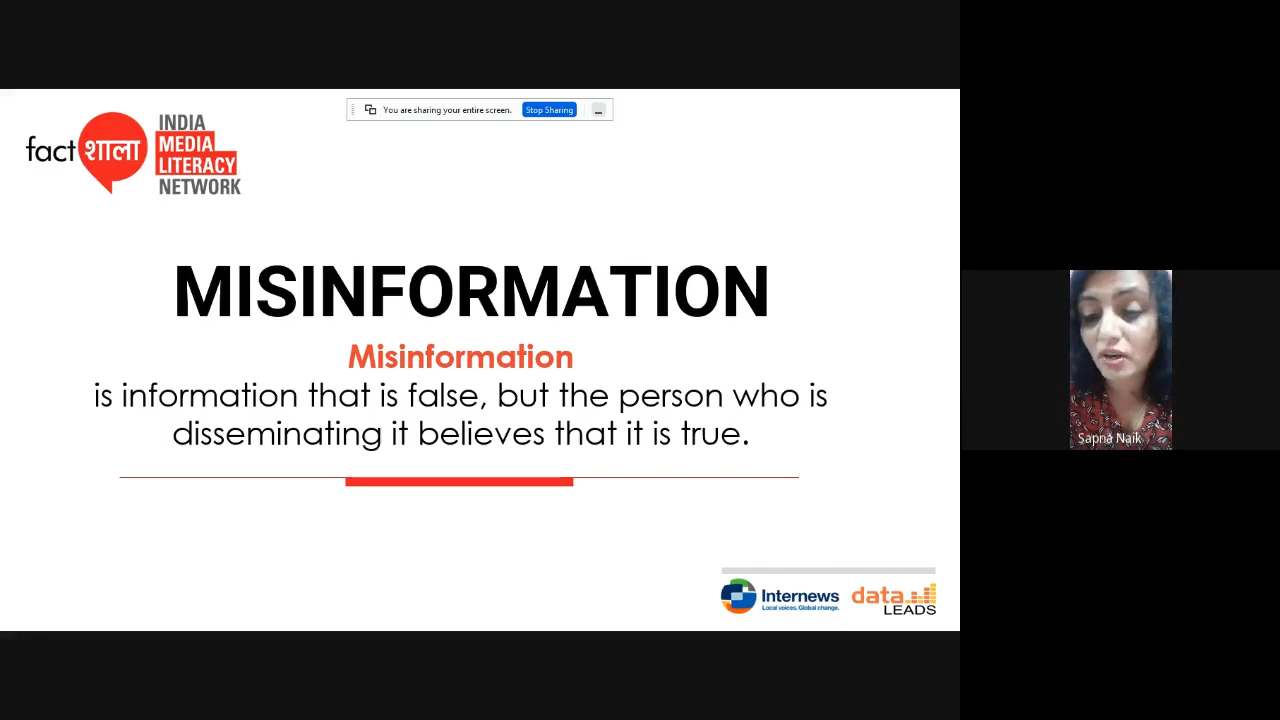 You are sharing your entire screen. Stop Sharing
fact शाला
INDIA
MEDIA
LITERACY
NETWORK
MISINFORMATION
Misinformation
is information that is false, but the person who is
disseminating it believes that it is true.
Sapna Naik
Internews
Local voices. Global change.
data
LEADS